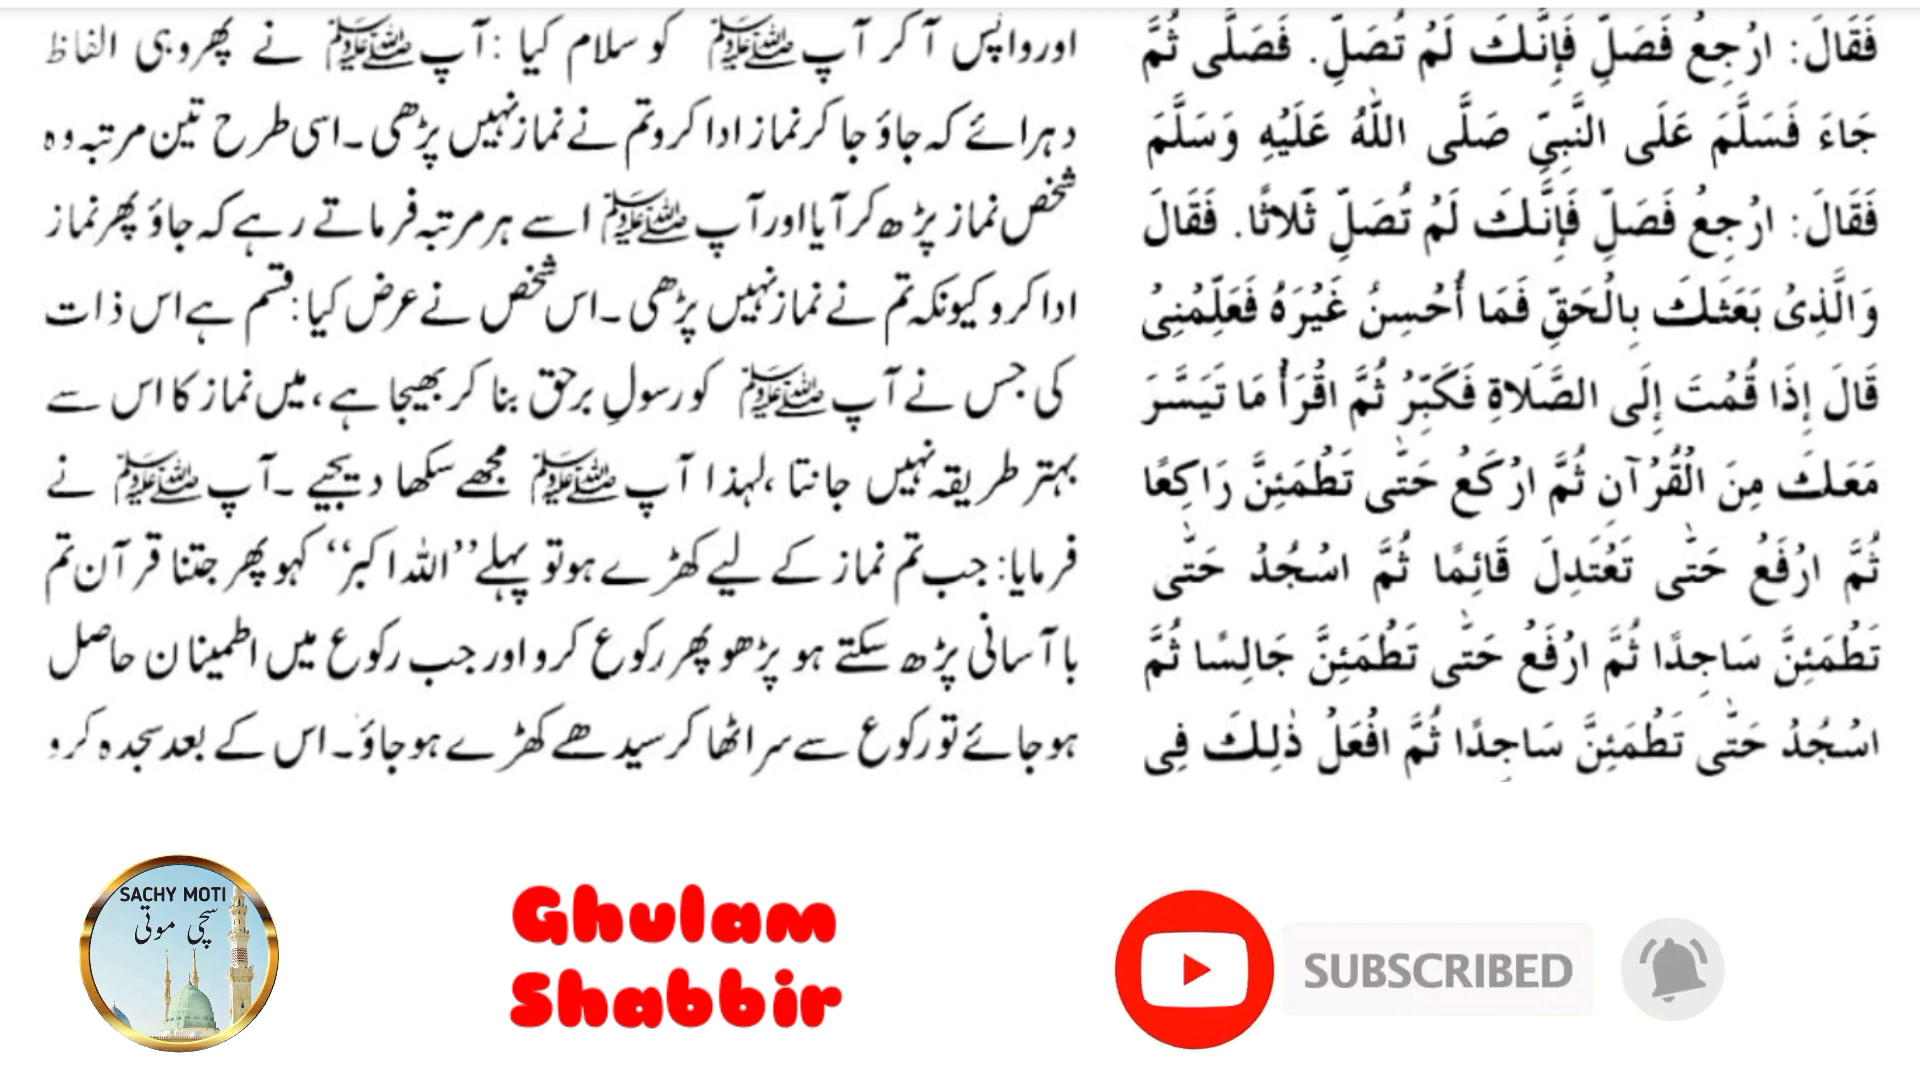 فَقَالَ: ارْجِعْ فَصَلِّ فَإِنَّكَ لَمْ تُصَلِّ. فَصَلَّى ثُمَّ
جَاءَ فَسَلَّمَ عَلَى النَّبِيِّ صَلَّى اللّٰهُ عَلَيْهِ وَسَلَّمَ
فَقَالَ: ارْجِعْ فَصَلِّ فَإِنَّكَ لَمْ تُصَلِّ ثَلَاثًا. فَقَالَ
وَالَّذِيْ بَعَثَكَ بِالْحَقِّ فَمَا أُحْسِنُ غَيْرَهُ فَعَلِّمْنِيْ
قَالَ إِذَا قُمْتَ إِلَى الصَّلَاةِ فَكَبِّرْ ثُمَّ اقْرَأْ مَا تَيَسَّرَ
مَعَكَ مِنَ الْقُرْآنِ ثُمَّ ارْكَعْ حَتّٰى تَطْمَئِنَّ رَاكِعًا
ثُمَّ ارْفَعْ حَتّٰى تَعْتَدِلَ قَائِمًا ثُمَّ اسْجُدْ حَتّٰى
تَطْمَئِنَّ سَاجِدًا ثُمَّ ارْفَعْ حَتّٰى تَطْمَئِنَّ جَالِسًا ثُمَّ
اسْجُدْ حَتّٰى تَطْمَئِنَّ سَاجِدًا ثُمَّ افْعَلْ ذٰلِكَ فِي
اور واپس آ کر آپ ﷺ کو سلام کیا : آپ ﷺ نے پھر وہی الفاظ
دہرائے کہ جاؤ جا کر نماز ادا کرو تم نے نماز نہیں پڑھی۔ اسی طرح تین مرتبہ وہ
شخص نماز پڑھ کر آیا اور آپ ﷺ اسے ہر مرتبہ فرماتے رہے کہ جاؤ پھر نماز
ادا کرو کیونکہ تم نے نماز نہیں پڑھی۔ اس شخص نے عرض کیا: قسم ہے اس ذات
کی جس نے آپ ﷺ کو رسولِ برحق بنا کر بھیجا ہے، میں نماز کا اس سے
بہتر طریقہ نہیں جانتا، لہذا آپ ﷺ مجھے سکھا دیجیے۔ آپ ﷺ نے
فرمایا: جب تم نماز کے لیے کھڑے ہو تو پہلے ’’اللہ اکبر‘‘ کہو پھر جتنا قرآن تم
با آسانی پڑھ سکتے ہو پڑھو پھر رکوع کرو اور جب رکوع میں اطمینان حاصل
ہو جائے تو رکوع سے سر اٹھا کر سیدھے کھڑے ہو جاؤ۔ اس کے بعد سجدہ کرو
SACHY MOTI
سچی موتی
Ghulam
Shabbir
SUBSCRIBED